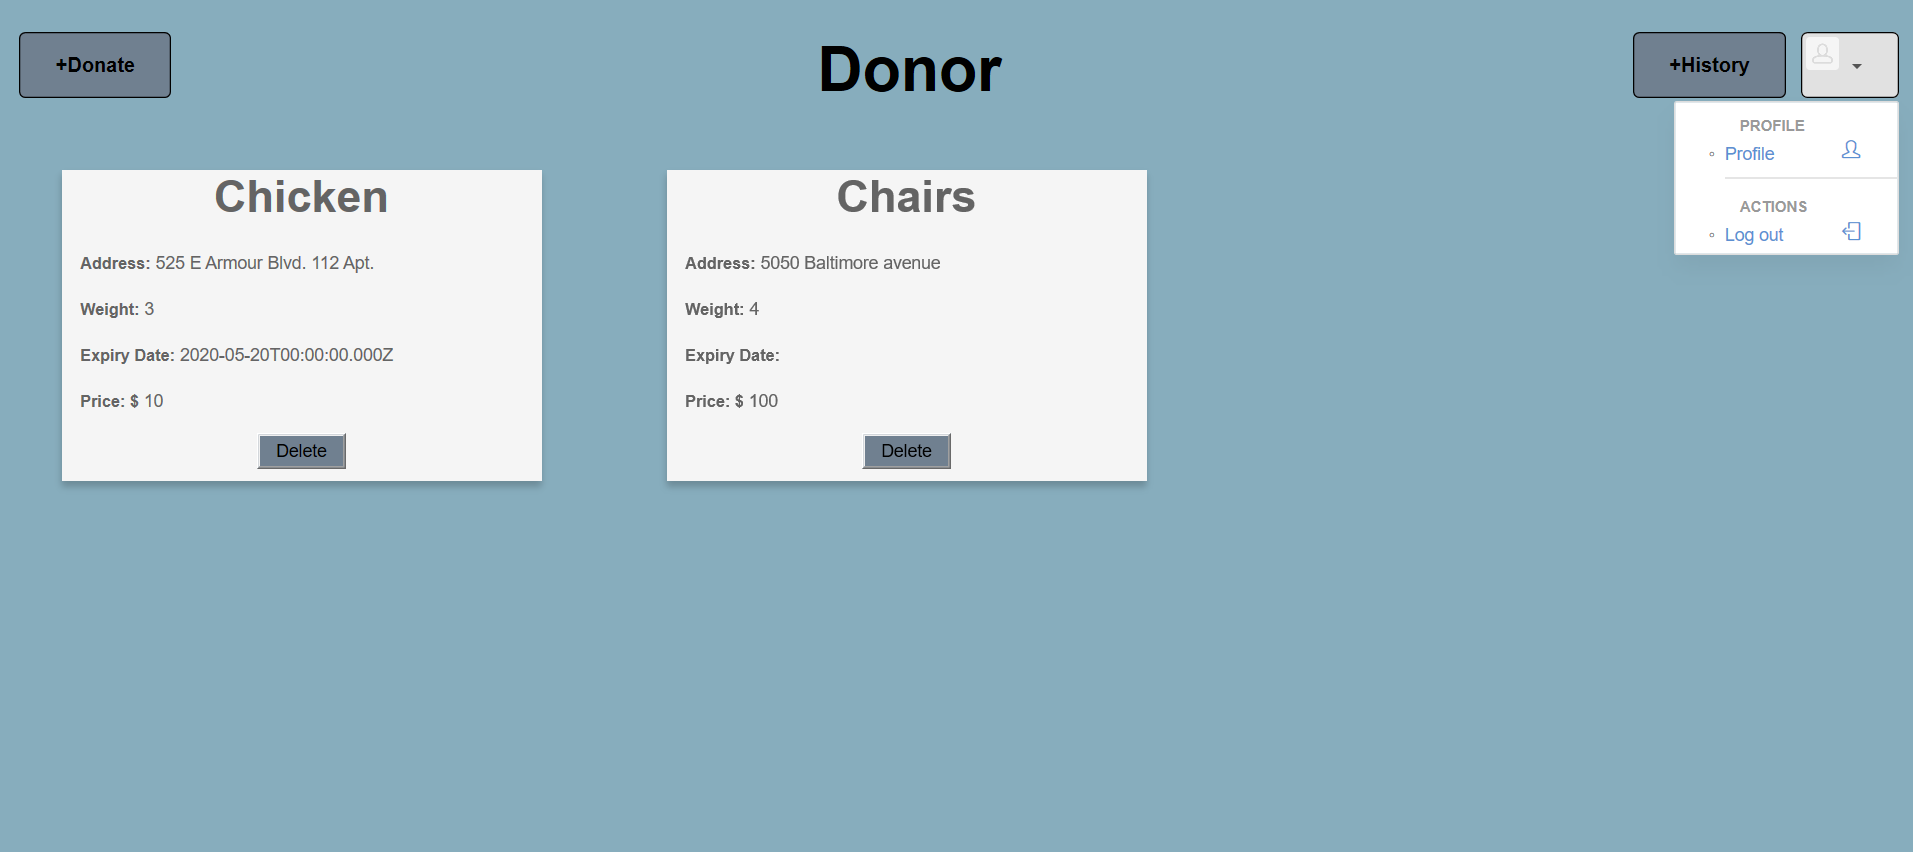 +Donate
Donor
+History
PROFILE
Profile
ACTIONS
Log out
Chicken
Address: 525 E Armour Blvd. 112 Apt.
Weight: 3
Expiry Date: 2020-05-20T00:00:00.000Z
Price: $ 10
Delete
Chairs
Address: 5050 Baltimore avenue
Weight: 4
Expiry Date:
Price: $ 100
Delete